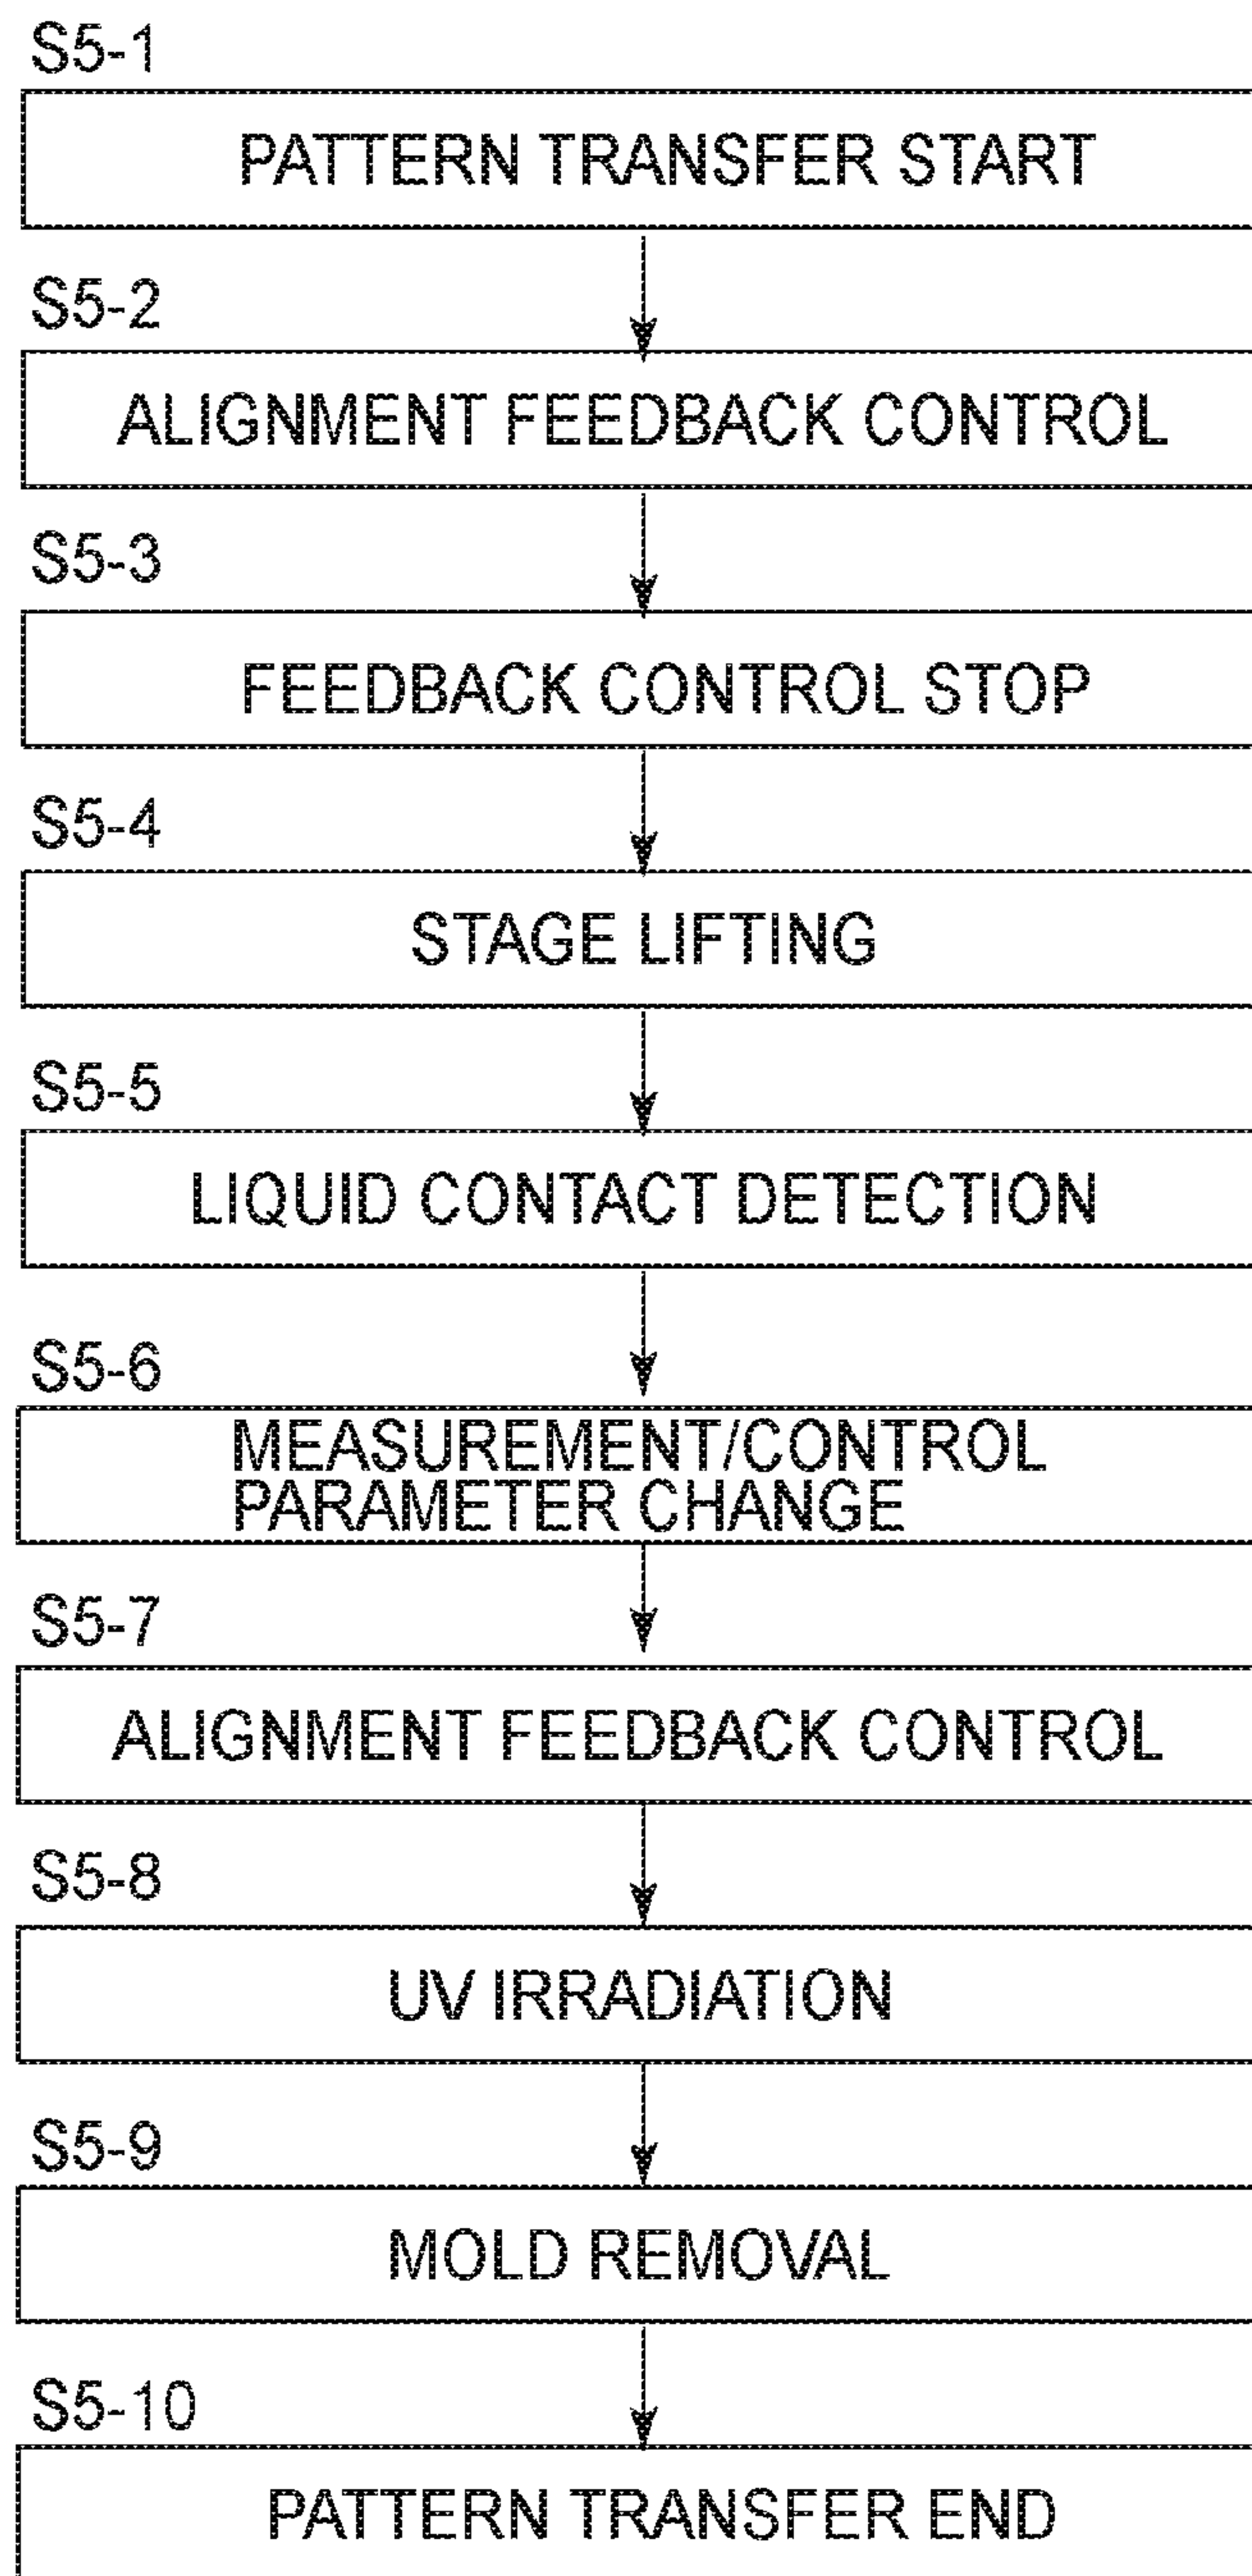 S5-1
PATTERN TRANSFER START
S5-2
ALIGNMENT FEEDBACK CONTROL
S5-3
FEEDBACK CONTROL STOP
S5-4
STAGE LIFTING
S5-5
LIQUID CONTACT DETECTION
S5-6
MEASUREMENT/CONTROL
PARAMETER CHANGE
S5-7
ALIGNMENT FEEDBACK CONTROL
S5-8
UV IRRADIATION
S5-9
MOLD REMOVAL
S5-10
PATTERN TRANSFER END